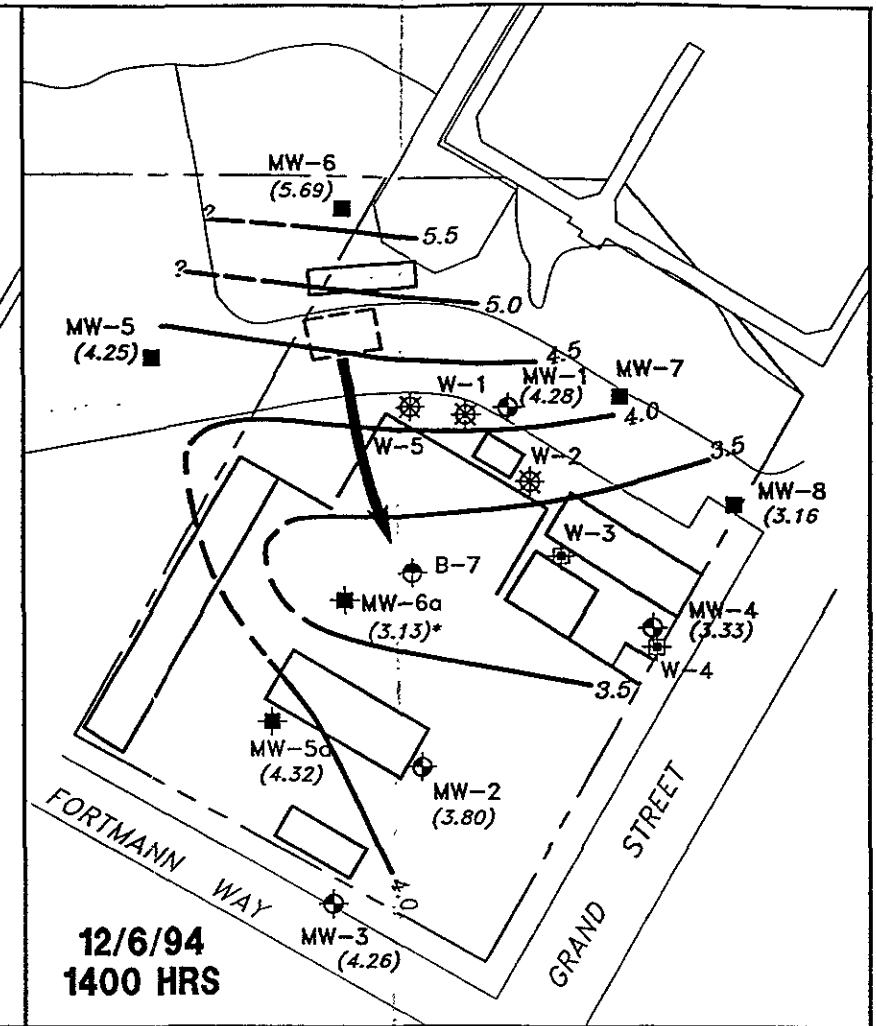 MW-6
(5.69)
?
5.5
?
5.0
MW-5
(4.25)
4.5
W-1
MW-1
(4.28)
MW-7
4.0
W-5
W-2
3.5
MW-8
(3.16
W-3
B-7
MW-6a
(3.13)*
MW-4
(3.33)
W-4
3.5
MW-5a
(4.32)
MW-2
(3.80)
4.0
FORTMANN WAY
GRAND STREET
MW-3
(4.26)
12/6/94
1400 HRS